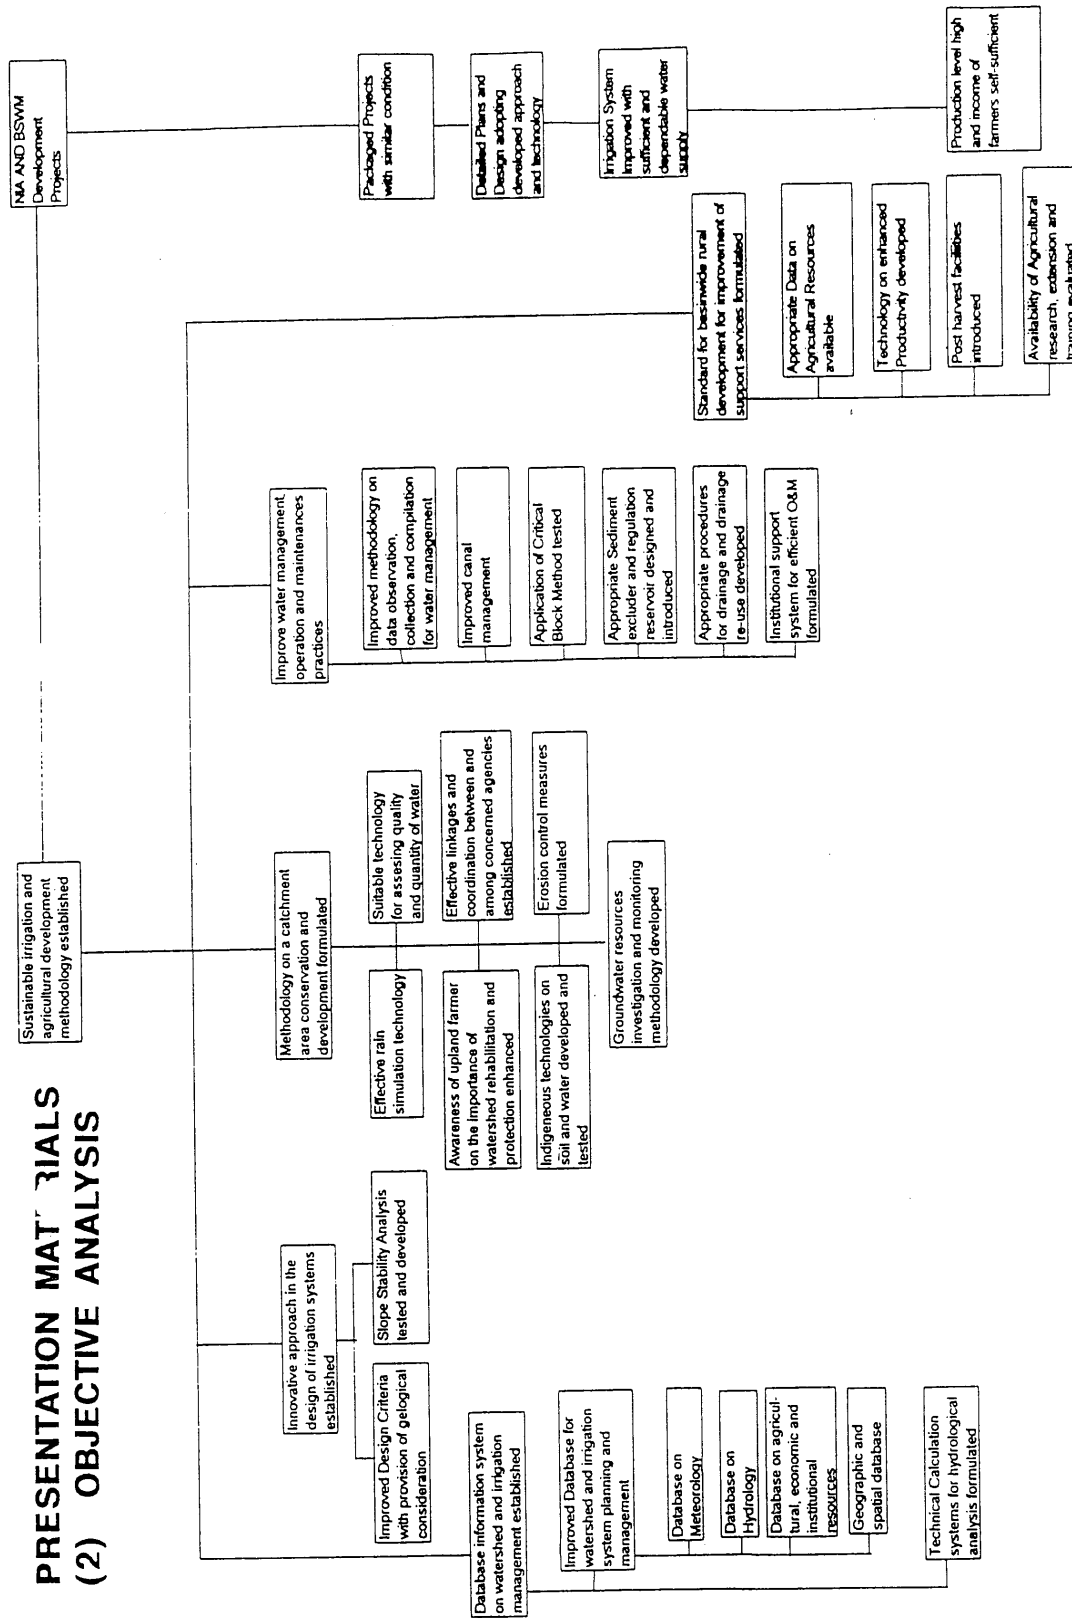 PRESENTATION MAT RIALS
(2) OBJECTIVE ANALYSIS
Sustainable irrigation and
agricultural development
methodology established
NIA AND BSWM
Development
Projects
Innovative approach in the
design of irrigation systems
established
Improved Design Criteria
with provision of gelogical
consideration
Slope Stability Analysis
tested and developed
Database information system
on watershed and irrigation
management established
Improved Database for
watershed and irrigation
system planning and
management
Database on
Meteorology
Database on
Hydrology
Database on agricul-
tural, economic and
institutional
resources
Geographic and
spatial database
Technical Calculation
systems for hydrological
analysis formulated
Methodology on a catchment
area conservation and
development formulated
Effective rain
simulation technology
Suitable technology
for assesing quality
and quantity of water
Awareness of upland farmer
on the importance of
watershed rehabilitation and
protection enhanced
Effective linkages and
coordination between and
among concerned agencies
established
Indigeneous technologies on
soil and water developed and
tested
Erosion control measures
formulated
Groundwater resources
investigation and monitoring
methodology developed
Improve water management,
operation and maintenances
practices
Improved methodology on
data observation,
collection and compilation
for water management
Improved canal
management
Application of Critical
Block Method tested
Appropriate Sediment
excluder and regulation
reservoir designed and
introduced
Appropriate procedures
for drainage and drainage
re-use developed
Institutional support
system for efficient O&M
formulated
Standard for basinwide rural
development for improvement of
support services formulated
Appropriate Data on
Agricultural Resources
available
Technology on enhanced
Productivity developed
Post harvest facilities
introduced
Availability of Agricultural
research, extension and
training evaluated
Packaged Projects
with similar condition
Detailed Plans and
Design adopting
developed approach
and technology
Irrigation System
Improved with
sufficient and
dependable water
supply
Production level high
and income of
farmers self-sufficient